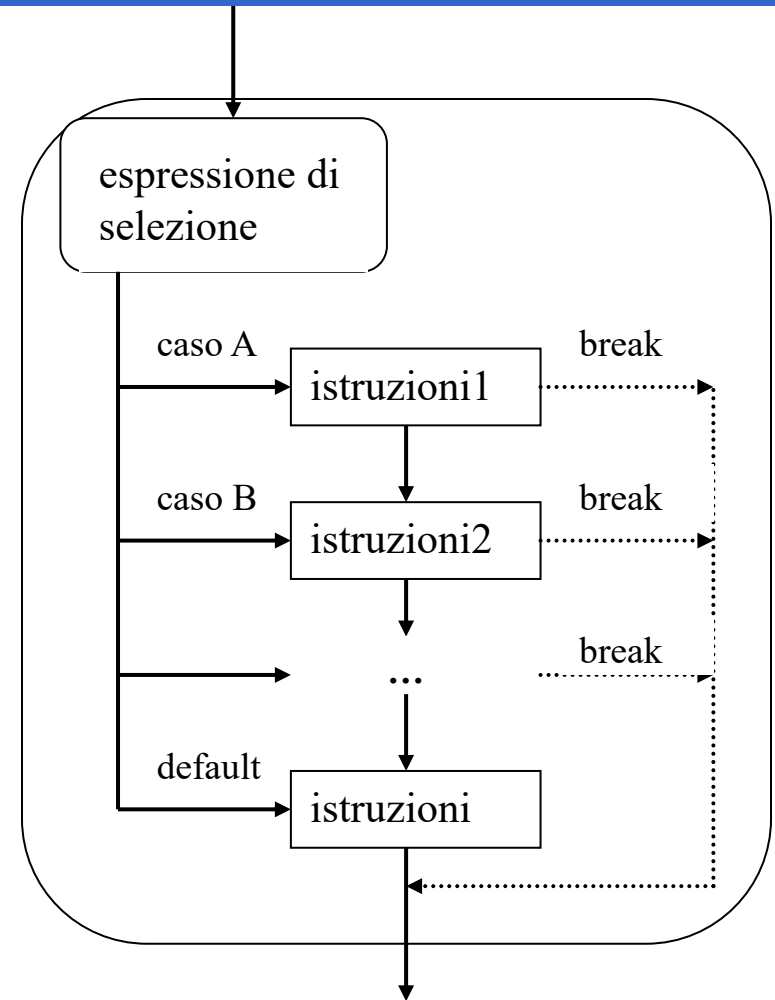 espressione di
selezione
caso A
istruzioni1
break
caso B
istruzioni2
break
...
break
default
istruzioni